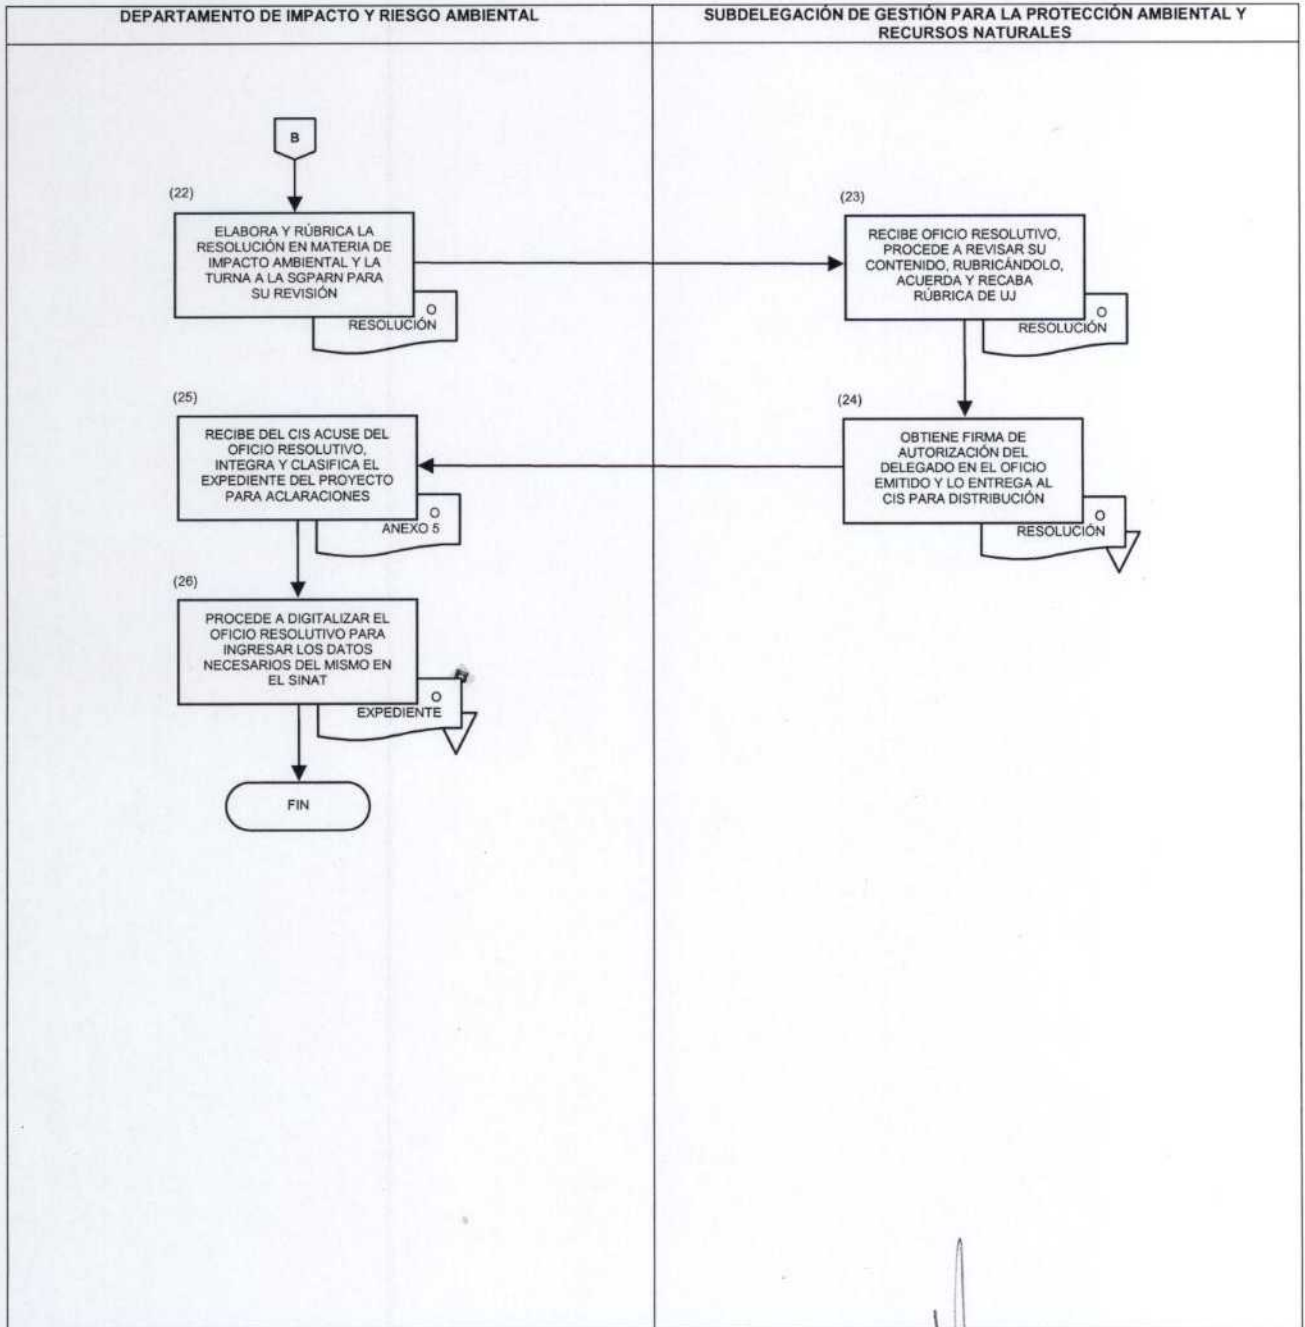 DEPARTAMENTO DE IMPACTO Y RIESGO AMBIENTAL
SUBDELEGACIÓN DE GESTIÓN PARA LA PROTECCIÓN AMBIENTAL Y
RECURSOS NATURALES
B
(22)
ELABORA Y RÚBRICA LA
RESOLUCIÓN EN MATERIA DE
IMPACTO AMBIENTAL Y LA
TURNA A LA SGPARN PARA
SU REVISIÓN
O
RESOLUCIÓN
(23)
RECIBE OFICIO RESOLUTIVO,
PROCEDE A REVISAR SU
CONTENIDO, RUBRICÁNDOLO,
ACUERDA Y RECABA
RÚBRICA DE UJ
O
RESOLUCIÓN
(24)
OBTIENE FIRMA DE
AUTORIZACIÓN DEL
DELEGADO EN EL OFICIO
EMITIDO Y LO ENTREGA AL
CIS PARA DISTRIBUCIÓN
O
RESOLUCIÓN
(25)
RECIBE DEL CIS ACUSE DEL
OFICIO RESOLUTIVO,
INTEGRA Y CLASIFICA EL
EXPEDIENTE DEL PROYECTO
PARA ACLARACIONES
O
ANEXO 5
(26)
PROCEDE A DIGITALIZAR EL
OFICIO RESOLUTIVO PARA
INGRESAR LOS DATOS
NECESARIOS DEL MISMO EN
EL SINAT
O
EXPEDIENTE
FIN